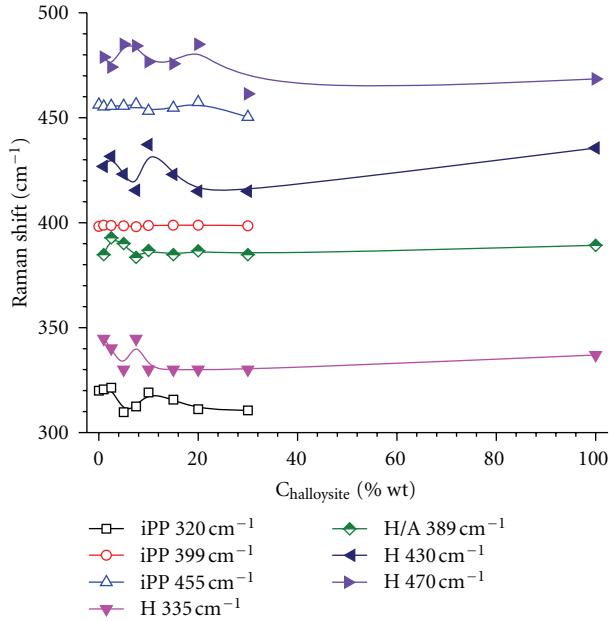 500
450
400
350
300
Raman shift (cm⁻¹)
0 20 40 60 80 100
C_halloysite (% wt)
iPP 320 cm⁻¹
iPP 399 cm⁻¹
iPP 455 cm⁻¹
H 335 cm⁻¹
H/A 389 cm⁻¹
H 430 cm⁻¹
H 470 cm⁻¹